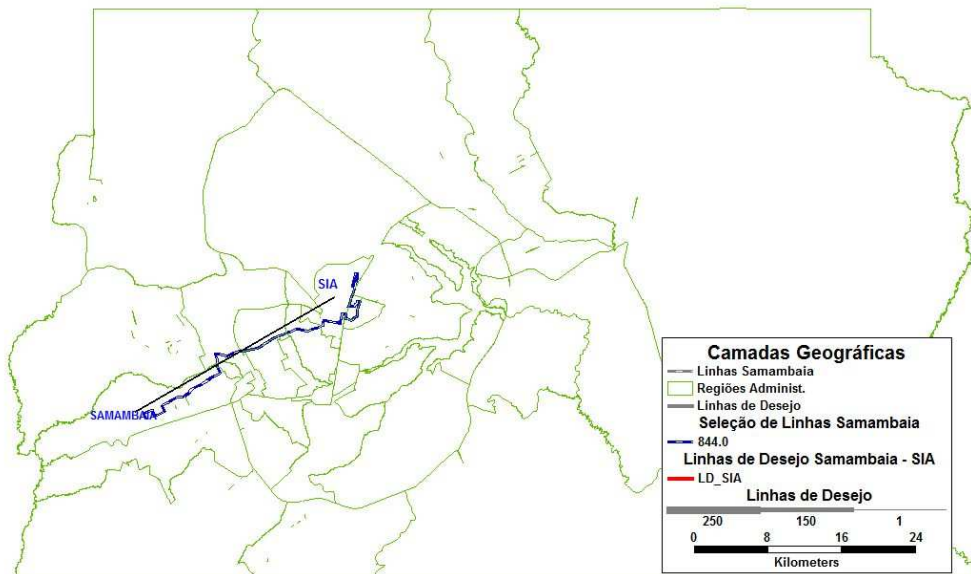 SIA
SAMAMBAIA
Camadas Geográficas
Linhas Samambaia
Regiões Administ.
Linhas de Desejo
Seleção de Linhas Samambaia
844.0
Linhas de Desejo Samambaia - SIA
LD_SIA
Linhas de Desejo
250 150 1
0 8 16 24
Kilometers